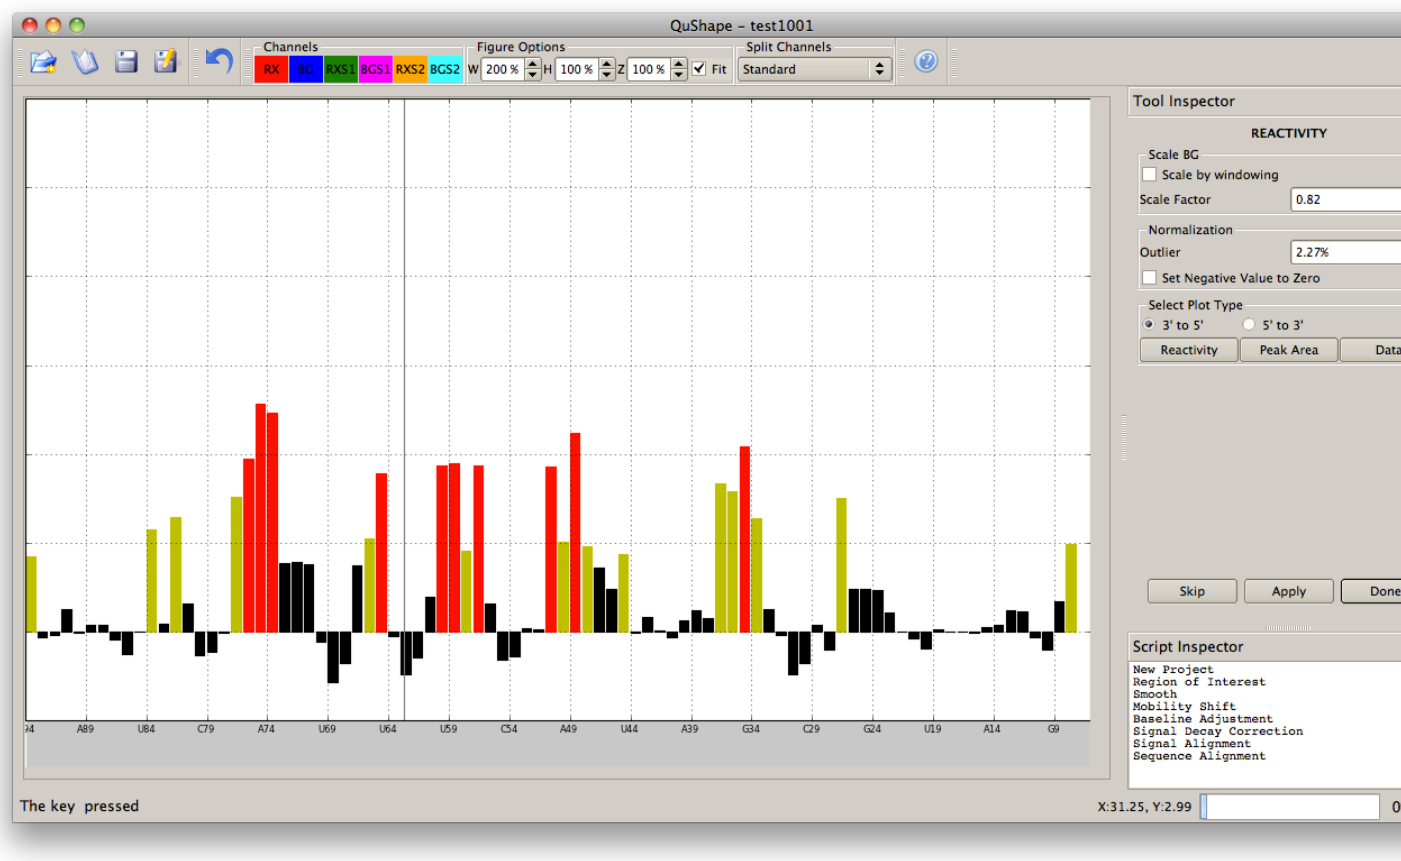 QuShape – test1001
Channels
RX BG RXS1 BGS1 RXS2 BGS2
Figure Options
W 200 % H 100 % Z 100 % Fit
Split Channels
Standard
Tool Inspector
REACTIVITY
Scale BG
Scale by windowing
Scale Factor 0.82
Normalization
Outlier 2.27%
Set Negative Value to Zero
Select Plot Type
3' to 5' 5' to 3'
Reactivity Peak Area Data
Skip Apply Done
Script Inspector
New Project
Region of Interest
Smooth
Mobility Shift
Baseline Adjustment
Signal Decay Correction
Signal Alignment
Sequence Alignment
94 A89 U84 C79 A74 U69 U64 U59 C54 A49 U44 A39 G34 C29 G24 U19 A14 G9
The key pressed
X:31.25, Y:2.99 0